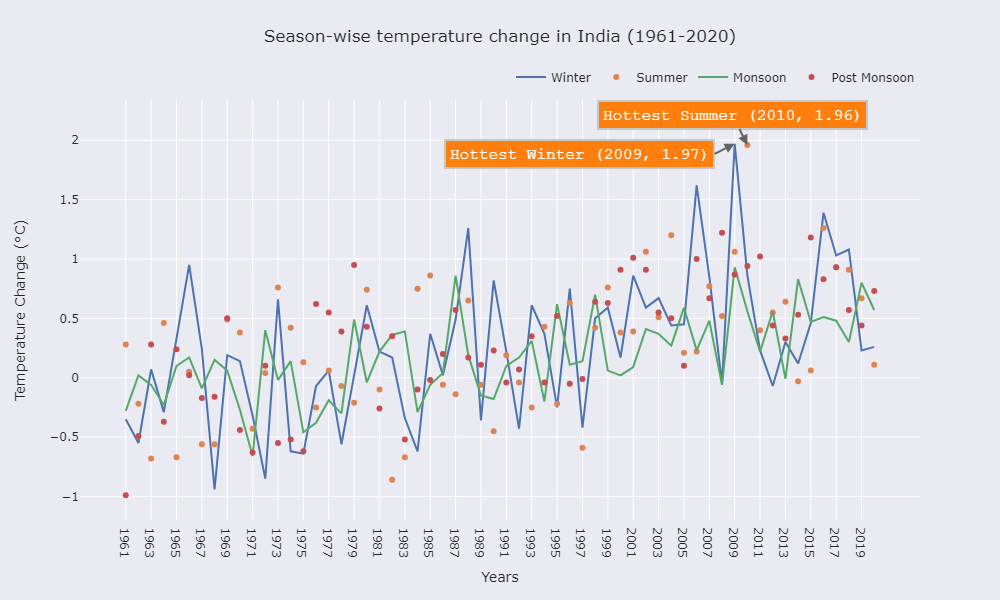 Season-wise temperature change in India (1961-2020)
Winter Summer Monsoon Post Monsoon
Hottest Summer (2010, 1.96)
Hottest Winter (2009, 1.97)
Temperature Change (°C)
2
1.5
1
0.5
0
−0.5
−1
1961 1963 1965 1967 1969 1971 1973 1975 1977 1979 1981 1983 1985 1987 1989 1991 1993 1995 1997 1999 2001 2003 2005 2007 2009 2011 2013 2015 2017 2019
Years